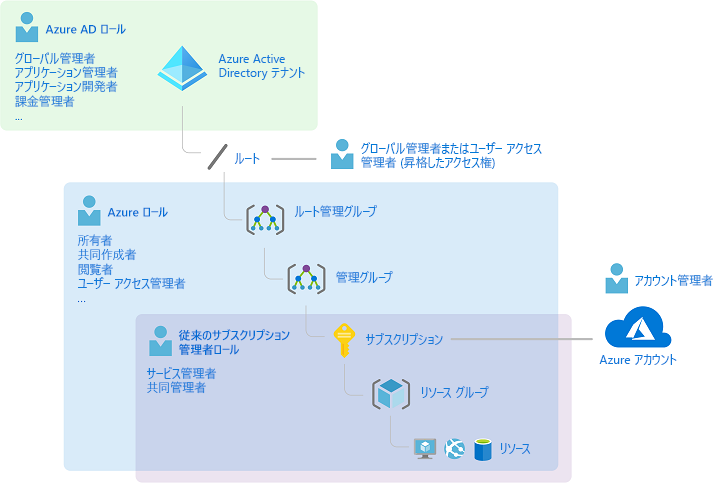 Azure AD ロール
グローバル管理者
アプリケーション管理者
アプリケーション開発者
課金管理者
...
Azure Active
Directory テナント
ルート
グローバル管理者またはユーザー アクセス
管理者 (昇格したアクセス権)
Azure ロール
所有者
共同作成者
閲覧者
ユーザー アクセス管理者
...
ルート管理グループ
管理グループ
アカウント管理者
Azure アカウント
従来のサブスクリプション
管理者ロール
サービス管理者
共同管理者
サブスクリプション
リソース グループ
リソース